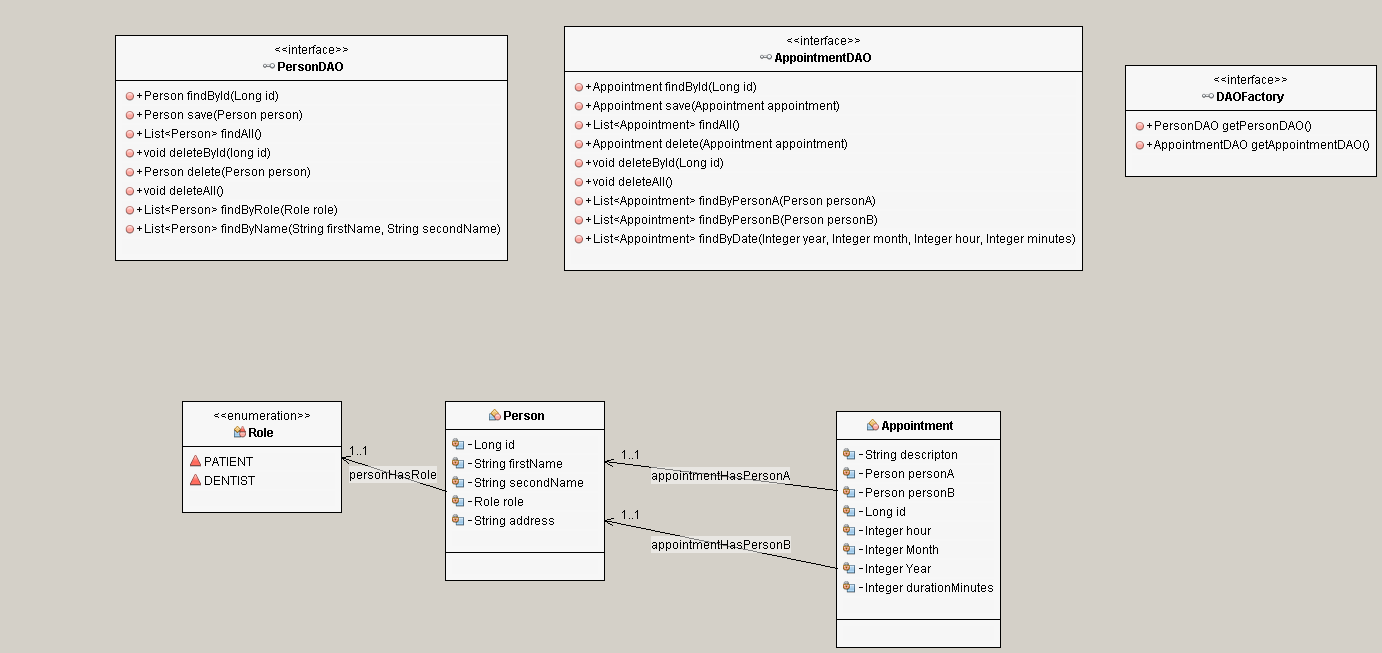 <<interface>>
PersonDAO
+Person findById(Long id)
+Person save(Person person)
+List<Person> findAll()
+void deleteById(long id)
+Person delete(Person person)
+void deleteAll()
+List<Person> findByRole(Role role)
+List<Person> findByName(String firstName, String secondName)
<<interface>>
AppointmentDAO
+Appointment findById(Long id)
+Appointment save(Appointment appointment)
+List<Appointment> findAll()
+Appointment delete(Appointment appointment)
+void deleteById(Long id)
+void deleteAll()
+List<Appointment> findByPersonA(Person personA)
+List<Appointment> findByPersonB(Person personB)
+List<Appointment> findByDate(Integer year, Integer month, Integer hour, Integer minutes)
<<interface>>
DAOFactory
+PersonDAO getPersonDAO()
+AppointmentDAO getAppointmentDAO()
<<enumeration>>
Role
PATIENT
DENTIST
1..1
personHasRole
Person
-Long id
-String firstName
-String secondName
-Role role
-String address
1..1
appointmentHasPersonA
1..1
appointmentHasPersonB
Appointment
-String descripton
-Person personA
-Person personB
-Long id
-Integer hour
-Integer Month
-Integer Year
-Integer durationMinutes